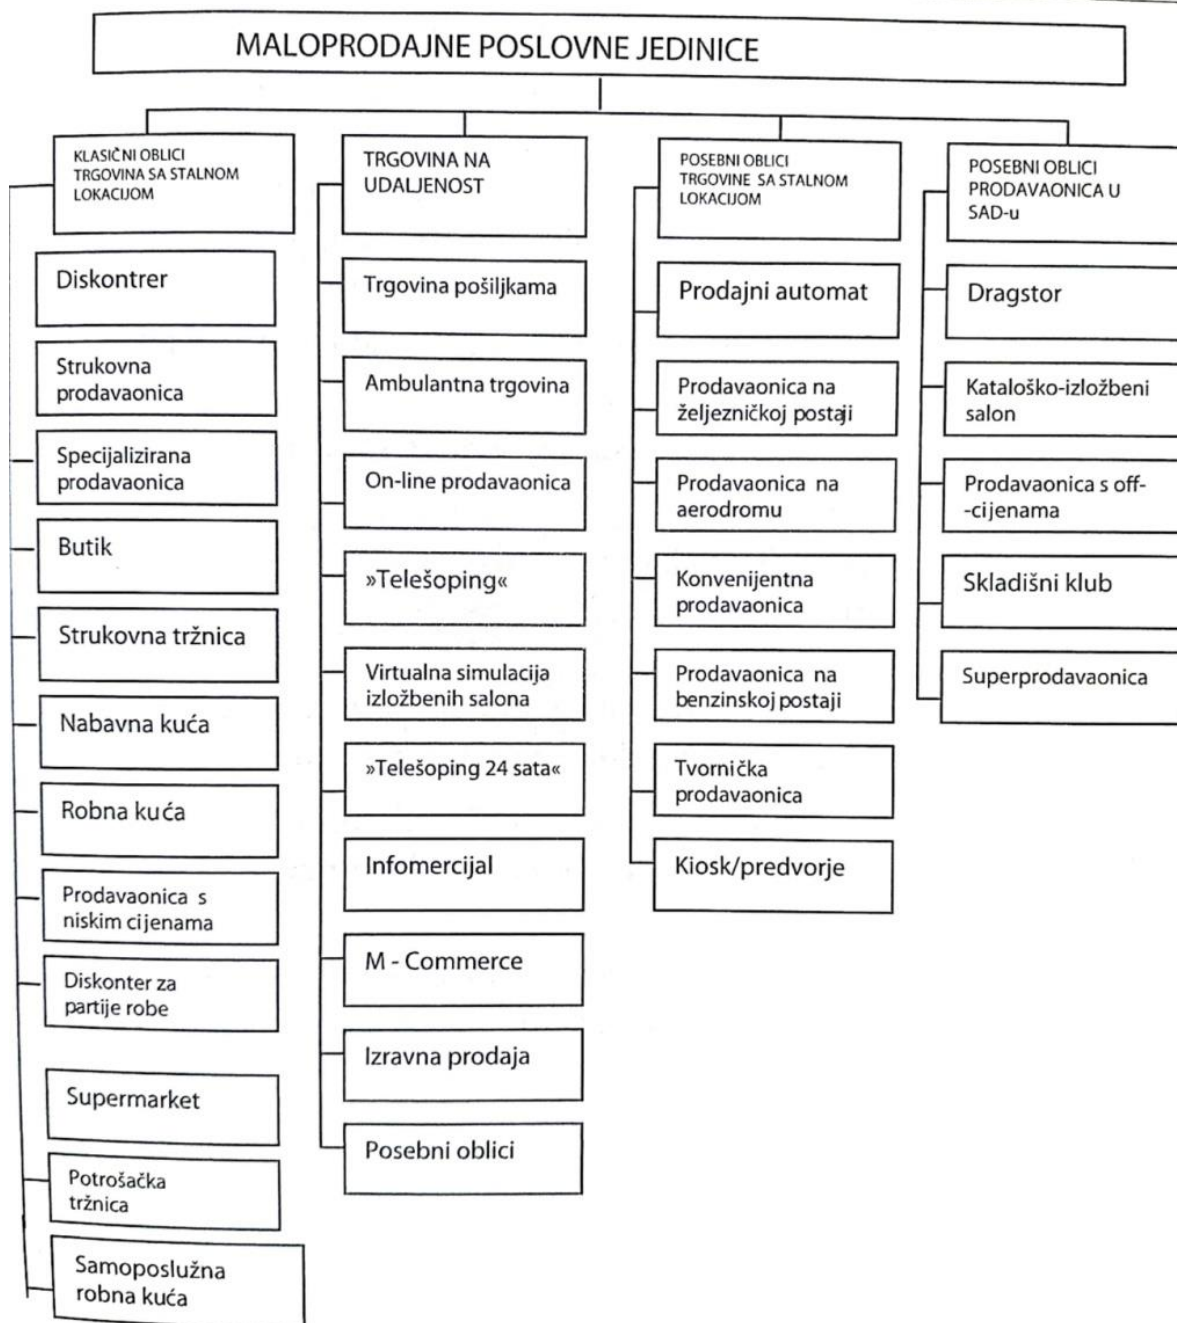 MALOPRODAJNE POSLOVNE JEDINICE
KLASIČNI OBLICI
TRGOVINA SA STALNOM
LOKACIJOM
Diskontrer
Strukovna
prodavaonica
Specijalizirana
prodavaonica
Butik
Strukovna tržnica
Nabavna kuća
Robna kuća
Prodavaonica s
niskim cijenama
Diskonter za
partije robe
Supermarket
Potrošačka
tržnica
Samoposlužna
robna kuća
TRGOVINA NA
UDALJENOST
Trgovina pošiljkama
Ambulantna trgovina
On-line prodavaonica
»Telešoping«
Virtualna simulacija
izložbenih salona
»Telešoping 24 sata«
Infomercijal
M - Commerce
Izravna prodaja
Posebni oblici
POSEBNI OBLICI
TRGOVINE SA STALNOM
LOKACIJOM
Prodajni automat
Prodavaonica na
željezničkoj postaji
Prodavaonica na
aerodromu
Konvenijentna
prodavaonica
Prodavaonica na
benzinskoj postaji
Tvornička
prodavaonica
Kiosk/predvorje
POSEBNI OBLICI
PRODAVAONICA U
SAD-u
Dragstor
Kataloško-izložbeni
salon
Prodavaonica s off-
-cijenama
Skladišni klub
Superprodavaonica